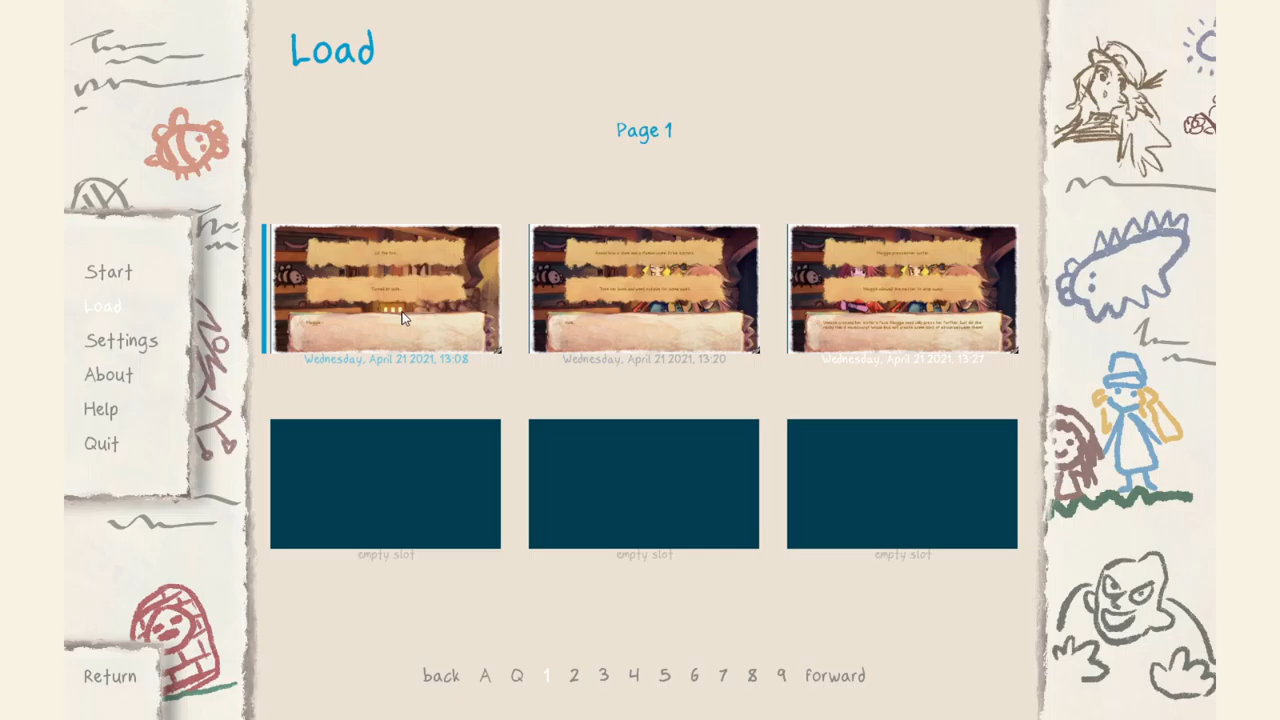 Load
Page 1
Start
Load
Settings
About
Help
Quit
Return
Wednesday, April 21 2021, 13:08
Wednesday, April 21 2021, 13:20
Wednesday, April 21 2021, 13:27
empty slot
empty slot
empty slot
back A Q 1 2 3 4 5 6 7 8 9 forward